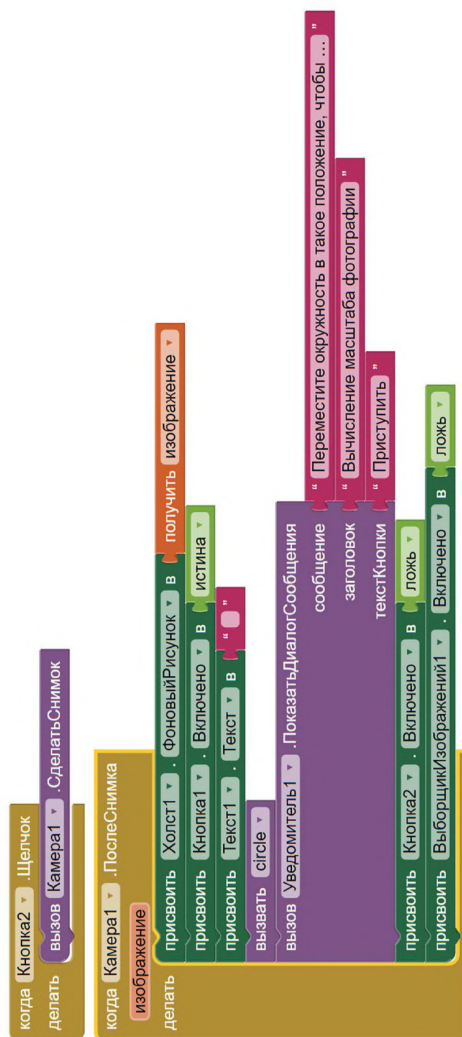 когда Кнопка2 .Щелчок
делать вызов Камера1 .СделатьСнимок
когда Камера1 .ПослеСнимка
изображение
делать присвоить Холст1 . ФоновыйРисунок в получить изображение
присвоить Кнопка1 . Включено в истина
присвоить Текст1 . Текст в “ ”
вызвать circle
вызов Уведомитель1 .ПоказатьДиалогСообщения
сообщение “ Переместите окружность в такое положение, чтобы ... ”
заголовок “ Вычисление масштаба фотографии ”
текстКнопки “ Приступить ”
присвоить Кнопка2 . Включено в ложь
присвоить ВыборщикИзображений1 . Включено в ложь